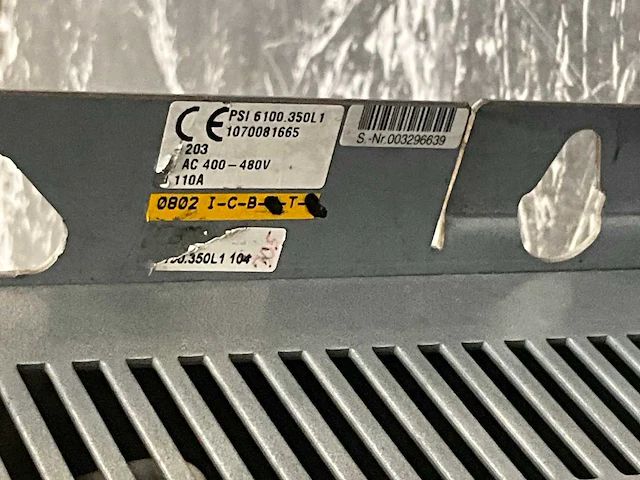 CE PSI 6100.350L1
1070081665
203
AC 400-480V
110A
S.-Nr.003296639
0802 I-C-B- -T-
.350L1 104